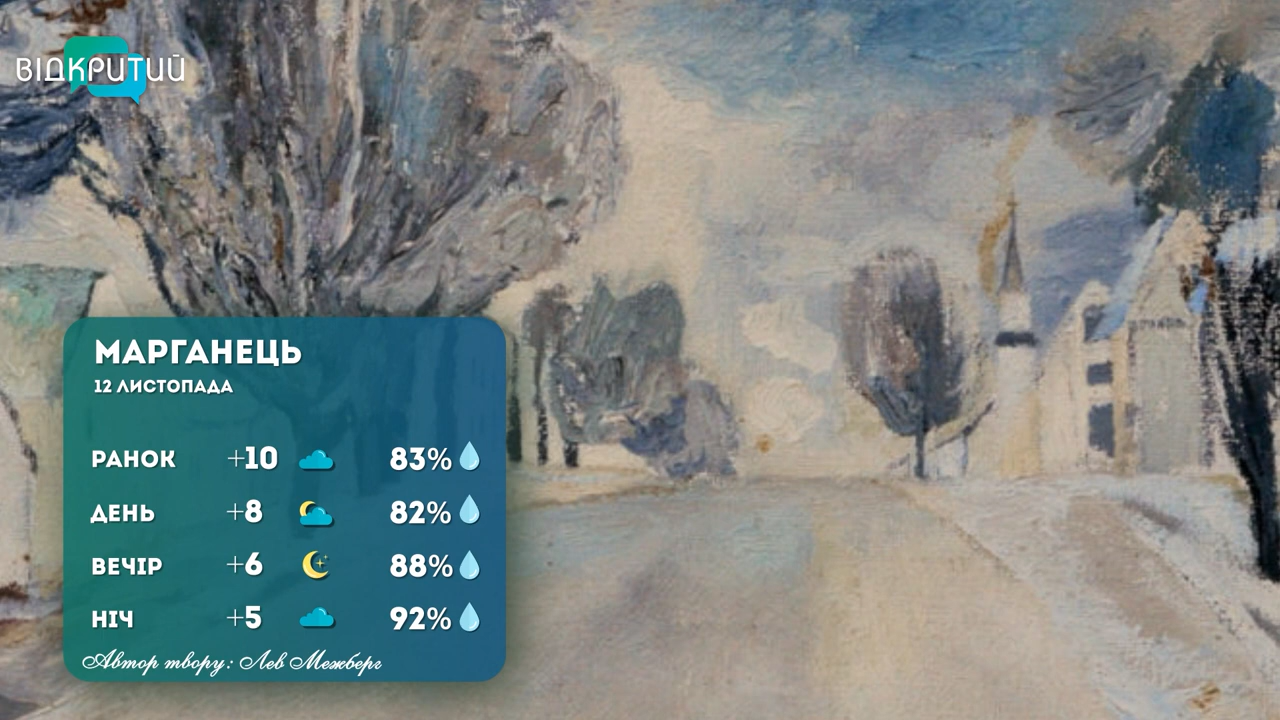 ВІДКРИТИЙ
МАРГАНЕЦЬ
12 ЛИСТОПАДА
РАНОК +10 83%
ДЕНЬ +8 82%
ВЕЧІР +6 88%
НІЧ +5 92%
Автор твору: Лев Межберг